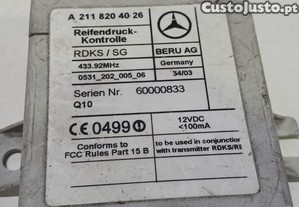 custojusto.pt
A 211 820 40 26
Reifendruck-
Kontrolle
RDKS / SG
BERU AG
433.92MHz
Germany
0531_202_005_06
34/03
Serien Nr. 60000833
Q10
CE 0499
12VDC
<100mA
Conforms to
FCC Rules Part 15 B
to be used in conjunction
with transmitter RDKS/RE